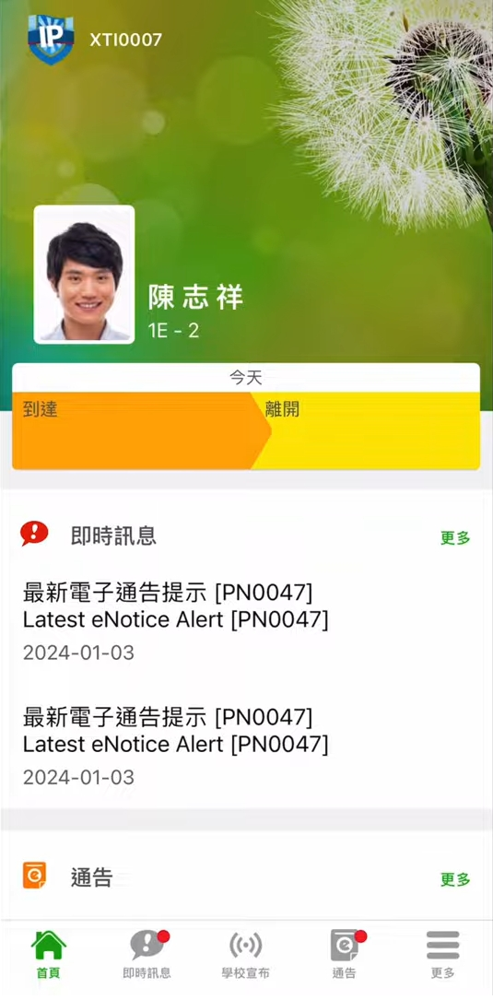 IP
XTI0007
陳志祥
1E - 2
今天
到達
離開
即時訊息
更多
最新電子通告提示 [PN0047]
Latest eNotice Alert [PN0047]
2024-01-03
最新電子通告提示 [PN0047]
Latest eNotice Alert [PN0047]
2024-01-03
通告
更多
首頁
即時訊息
學校宣布
通告
更多